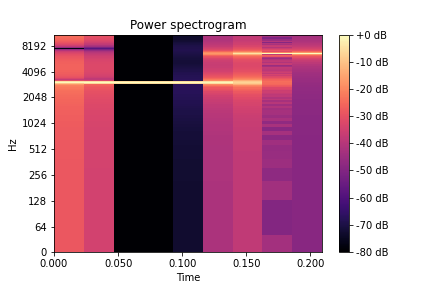 Power spectrogram
Hz
8192
4096
2048
1024
512
256
128
64
0
0.000 0.050 0.100 0.150 0.200
Time
+0 dB
-10 dB
-20 dB
-30 dB
-40 dB
-50 dB
-60 dB
-70 dB
-80 dB